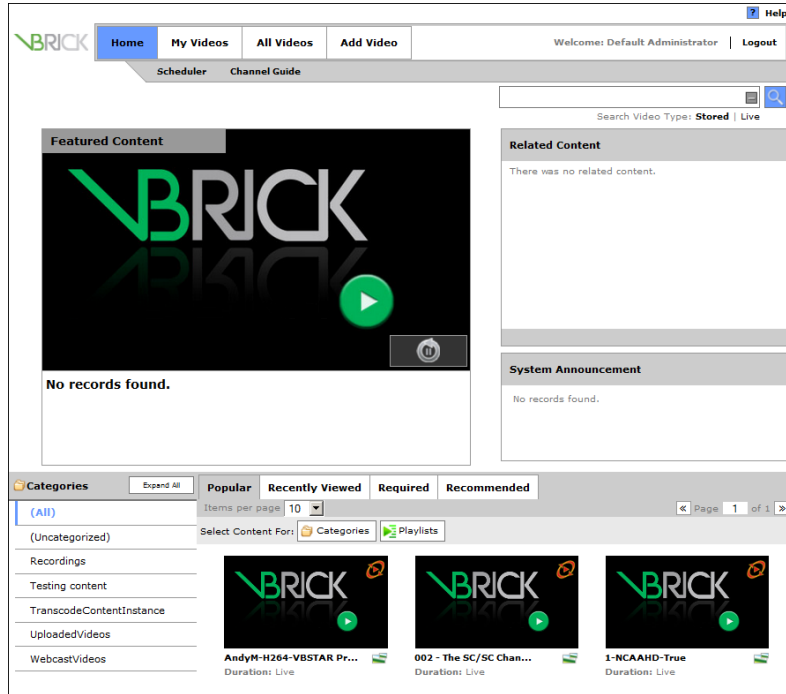 ? Help
VBRICK Home My Videos All Videos Add Video Welcome: Default Administrator | Logout
Scheduler Channel Guide
Search Video Type: Stored | Live
Featured Content
VBRICK
No records found.
Related Content
There was no related content.
System Announcement
No records found.
Categories Expand All
(All)
(Uncategorized)
Recordings
Testing content
TranscodeContentInstance
UploadedVideos
WebcastVideos
Popular Recently Viewed Required Recommended
Items per page 10 « Page 1 of 1 »
Select Content For: Categories Playlists
VBRICK VBRICK VBRICK
AndyM-H264-VBSTAR Pr... 002 - The SC/SC Chan... 1-NCAAHD-True
Duration: Live Duration: Live Duration: Live